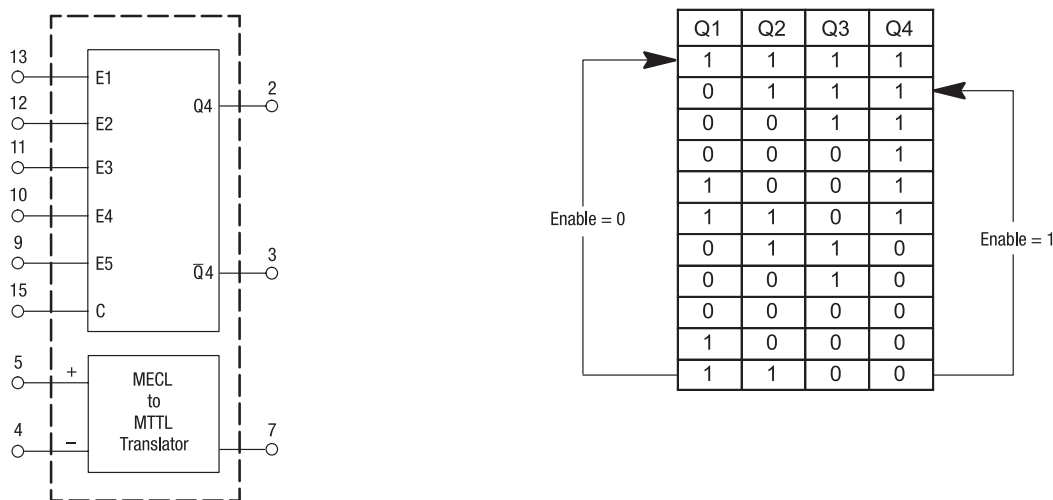 13
E1
12
E2
11
E3
10
E4
9
E5
15
C
Q4
2
Q̅4
3
5
+
4
−
MECL
to
MTTL
Translator
7
Q1 Q2 Q3 Q4
1 1 1 1
0 1 1 1
0 0 1 1
0 0 0 1
1 0 0 1
1 1 0 1
0 1 1 0
0 0 1 0
0 0 0 0
1 0 0 0
1 1 0 0
Enable = 0
Enable = 1